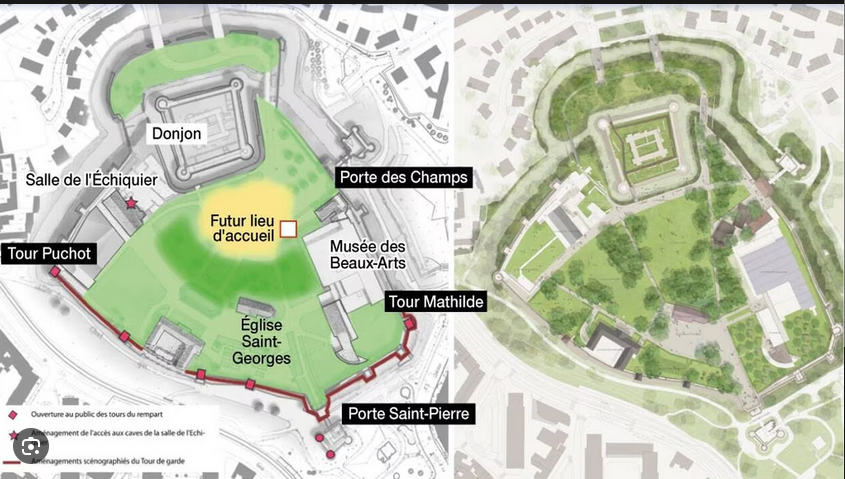 Donjon
Salle de l'Échiquier
Porte des Champs
Futur lieu
d'accueil
Musée des
Beaux-Arts
Tour Puchot
Tour Mathilde
Église
Saint-
Georges
Porte Saint-Pierre
Ouverture au public des tours du rempart
Aménagement de l'accès aux caves de la salle de l'Echi-
Aménagements scénographiés du Tour de garde